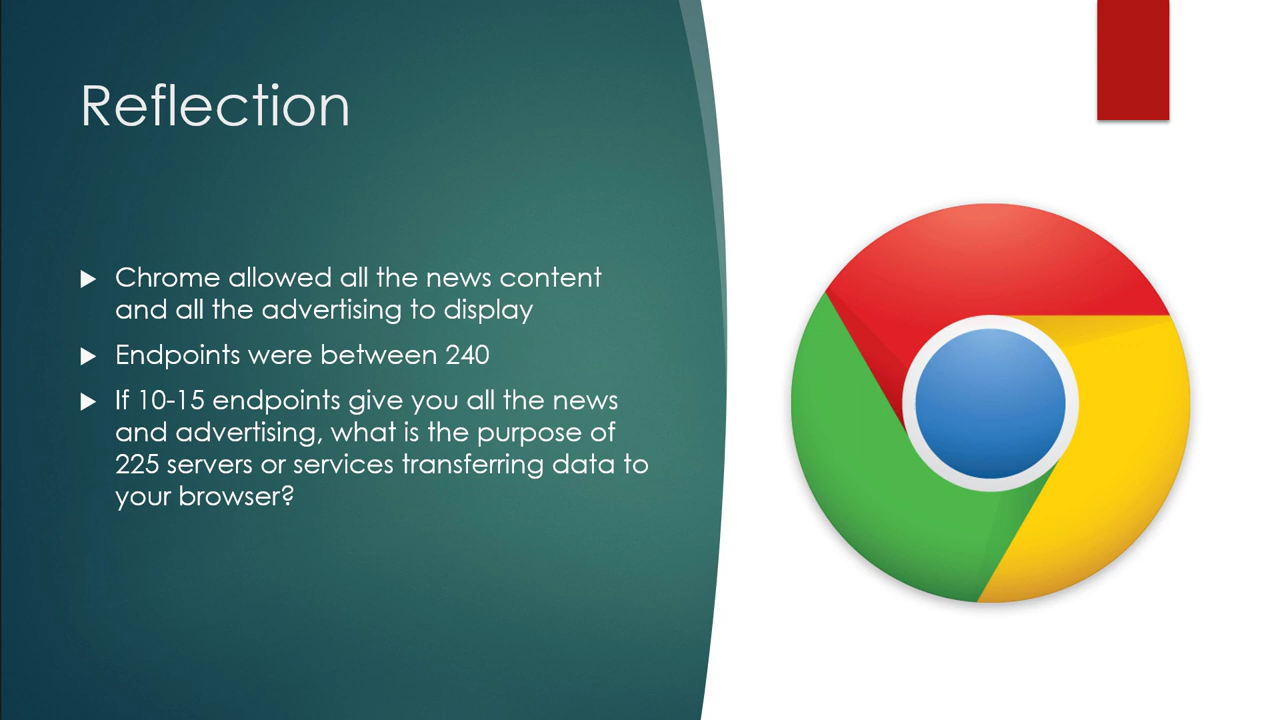 Reflection
Chrome allowed all the news content
and all the advertising to display
Endpoints were between 240
If 10-15 endpoints give you all the news
and advertising, what is the purpose of
225 servers or services transferring data to
your browser?